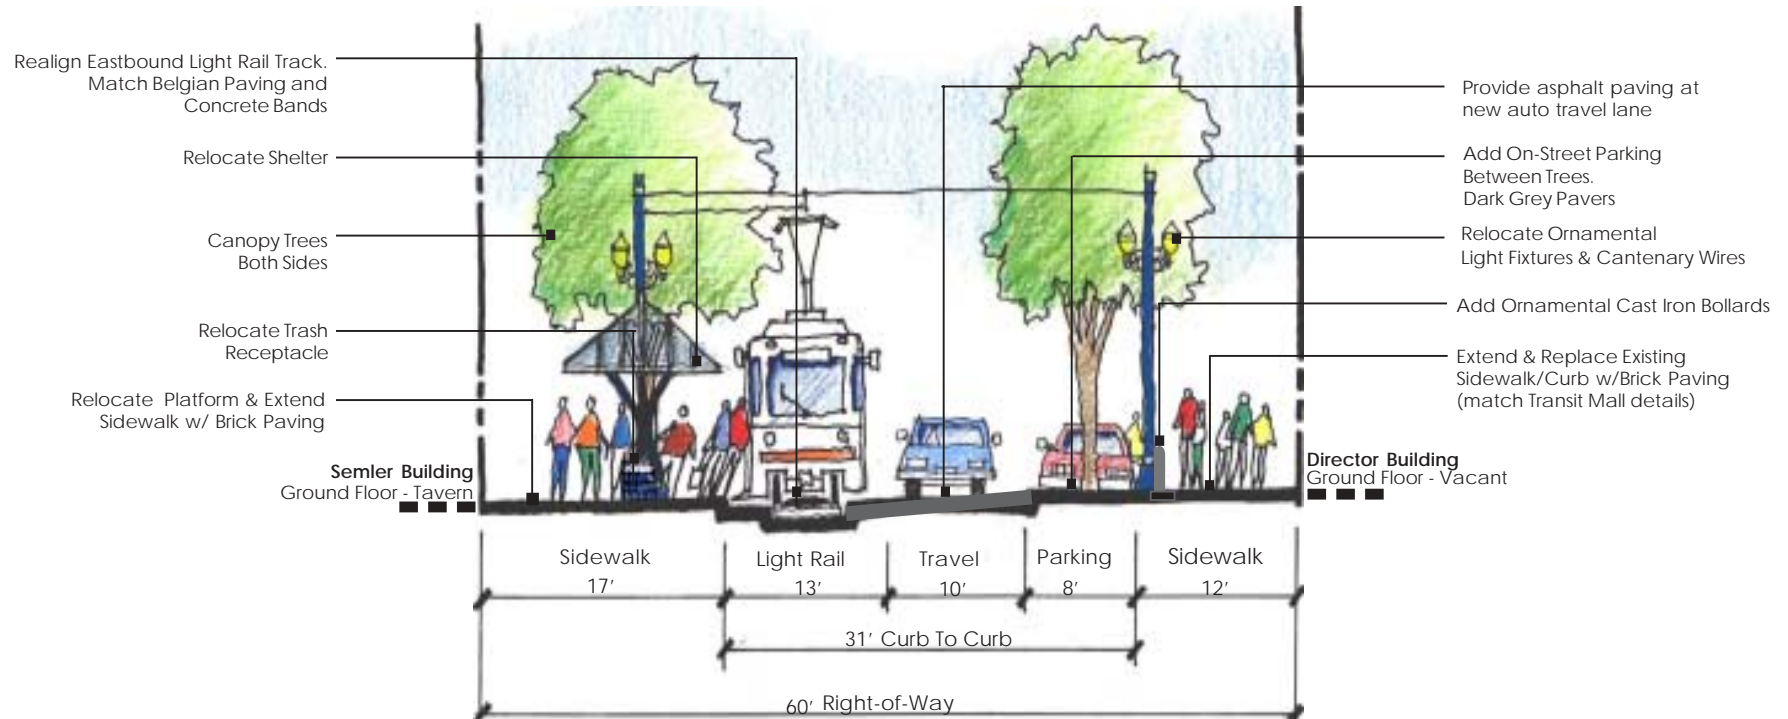 Realign Eastbound Light Rail Track.
Match Belgian Paving and
Concrete Bands
Relocate Shelter
Canopy Trees
Both Sides
Relocate Trash
Receptacle
Relocate Platform & Extend
Sidewalk w/ Brick Paving
Semler Building
Ground Floor - Tavern
Provide asphalt paving at
new auto travel lane
Add On-Street Parking
Between Trees.
Dark Grey Pavers
Relocate Ornamental
Light Fixtures & Cantenary Wires
Add Ornamental Cast Iron Bollards
Extend & Replace Existing
Sidewalk/Curb w/Brick Paving
(match Transit Mall details)
Director Building
Ground Floor - Vacant
Sidewalk
17'
Light Rail
13'
Travel
10'
Parking
8'
Sidewalk
12'
31' Curb To Curb
60' Right-of-Way